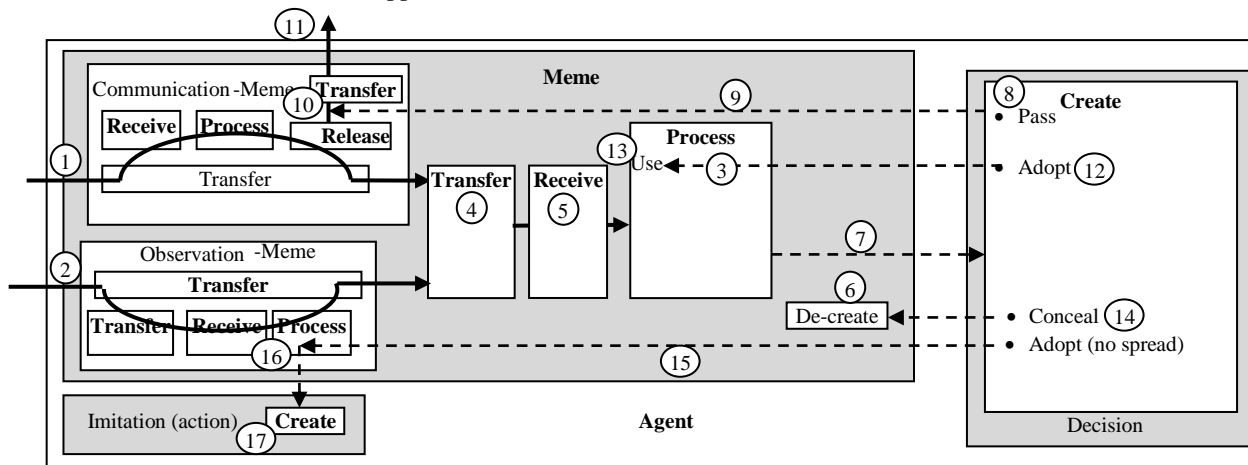 11
Meme
Communication -Meme
Transfer
10
9
8
Create
Receive
Process
Release
• Pass
Process
1
13
Use
3
• Adopt
12
Transfer
Transfer
4
Receive
5
2
Observation -Meme
7
Transfer
6
Transfer
Receive
Process
De-create
• Conceal
14
16
15
• Adopt (no spread)
Imitation (action)
Create
17
Agent
Decision